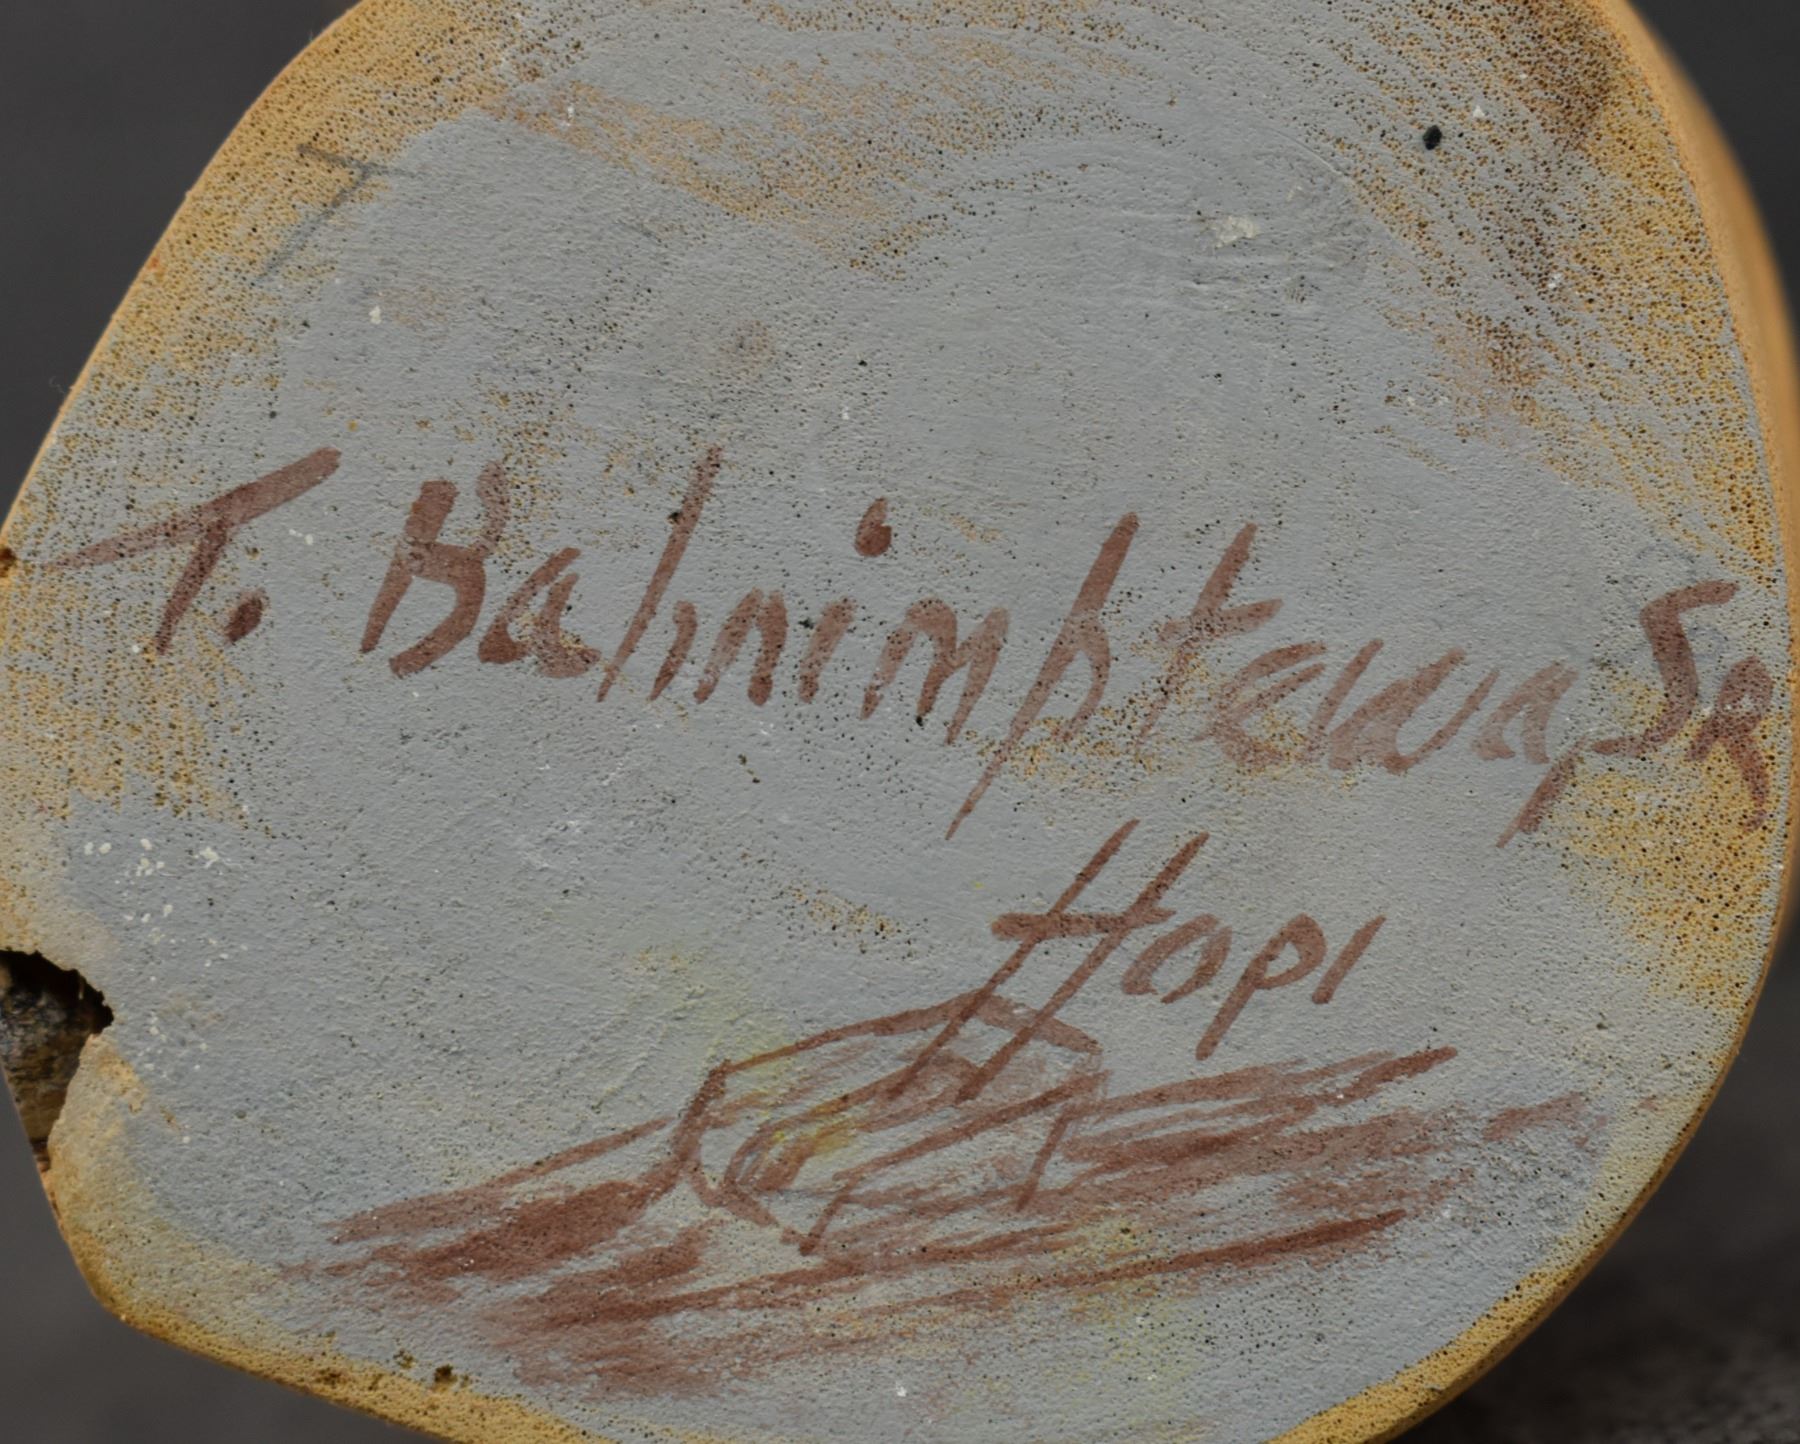 T. Bahnimptewa, SR
Hopi